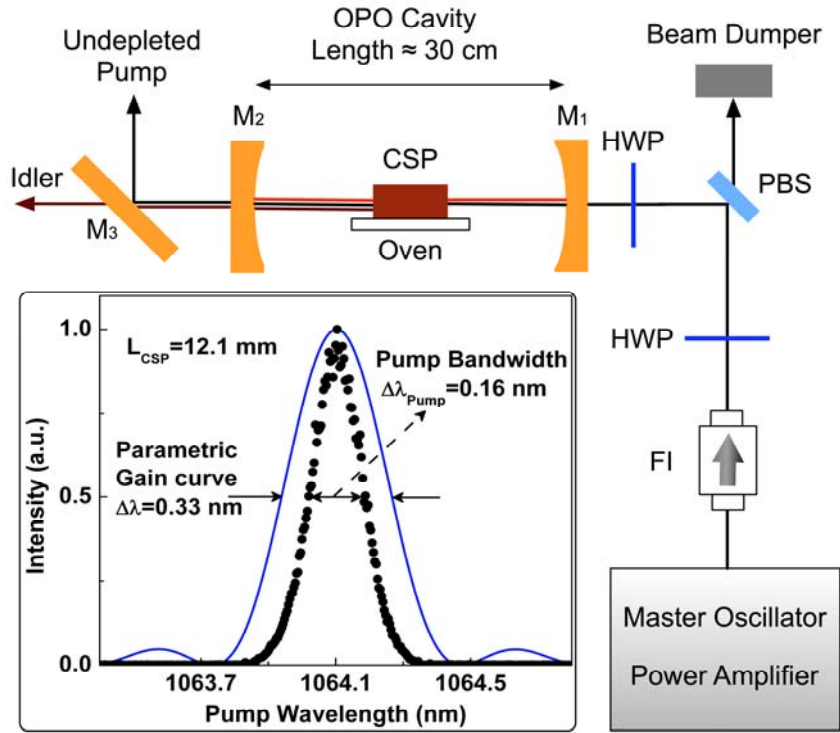 OPO Cavity
Length ≈ 30 cm
Undepleted
Pump
Beam Dumper
M₂
M₁
HWP
CSP
PBS
Idler
M₃
Oven
HWP
FI
Master Oscillator
Power Amplifier
L_CSP=12.1 mm
Pump Bandwidth
Δλ_Pump=0.16 nm
Parametric
Gain curve
Δλ=0.33 nm
Intensity (a.u.)
1.0
0.5
0.0
1063.7 1064.1 1064.5
Pump Wavelength (nm)